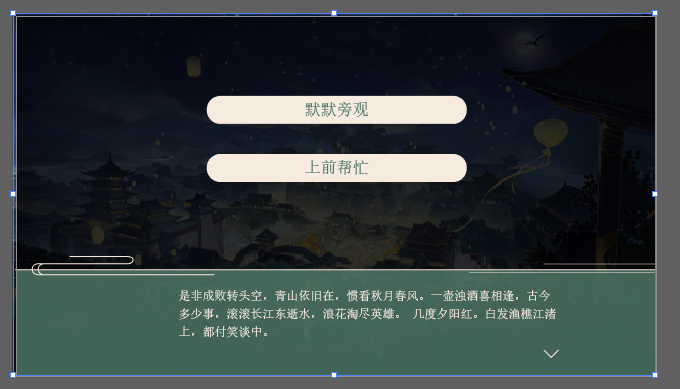 默默旁观
上前帮忙
是非成败转头空，青山依旧在，惯看秋月春风。一壶浊酒喜相逢，古今
多少事，滚滚长江东逝水，浪花淘尽英雄。 几度夕阳红。白发渔樵江渚
上，都付笑谈中。